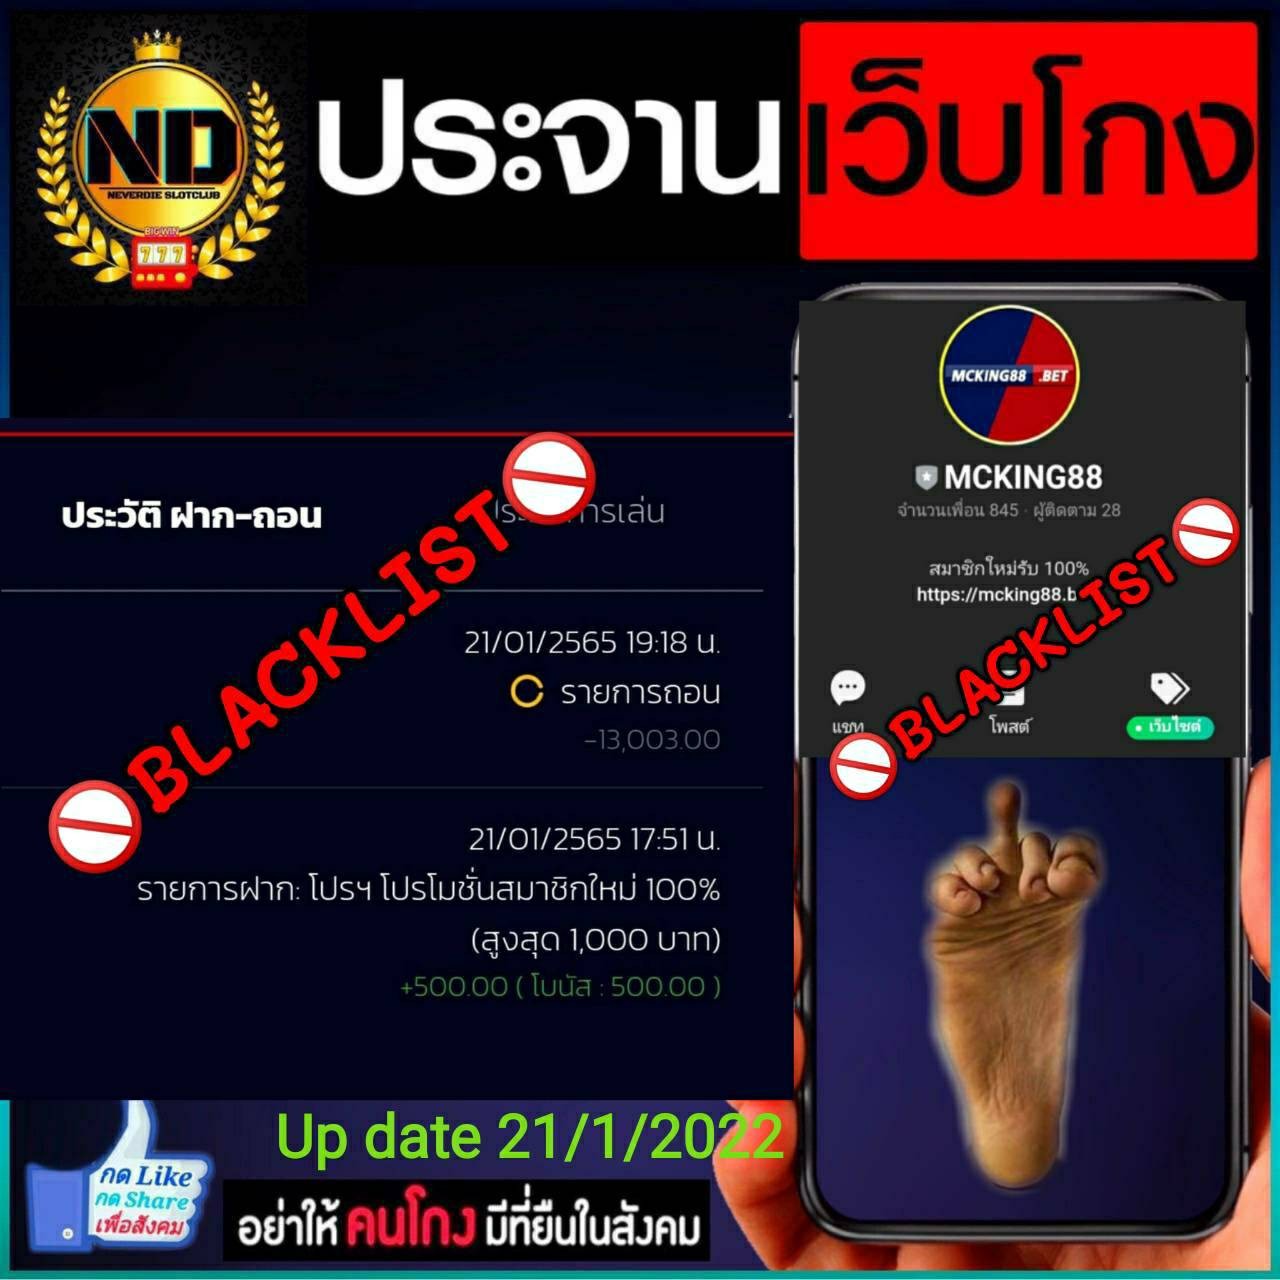 ND
NEVERDIE SLOTCLUB
BIG WIN
777
ประจานเว็บโกง
MCKING88 .BET
MCKING88
จำนวนเพื่อน 845 · ผู้ติดตาม 28
สมาชิกใหม่รับ 100%
https://mcking88.b
แชท
โพสต์
เว็บไซต์
BLACKLIST
ประวัติ ฝาก-ถอน
การเล่น
21/01/2565 19:18 น.
รายการถอน
-13,003.00
BLACKLIST
21/01/2565 17:51 น.
รายการฝาก: โปรฯ โปรโมชั่นสมาชิกใหม่ 100%
(สูงสุด 1,000 บาท)
+500.00 ( โบนัส : 500.00 )
Up date 21/1/2022
กด Like
กด Share
เพื่อสังคม
อย่าให้ คนโกง มีที่ยืนในสังคม